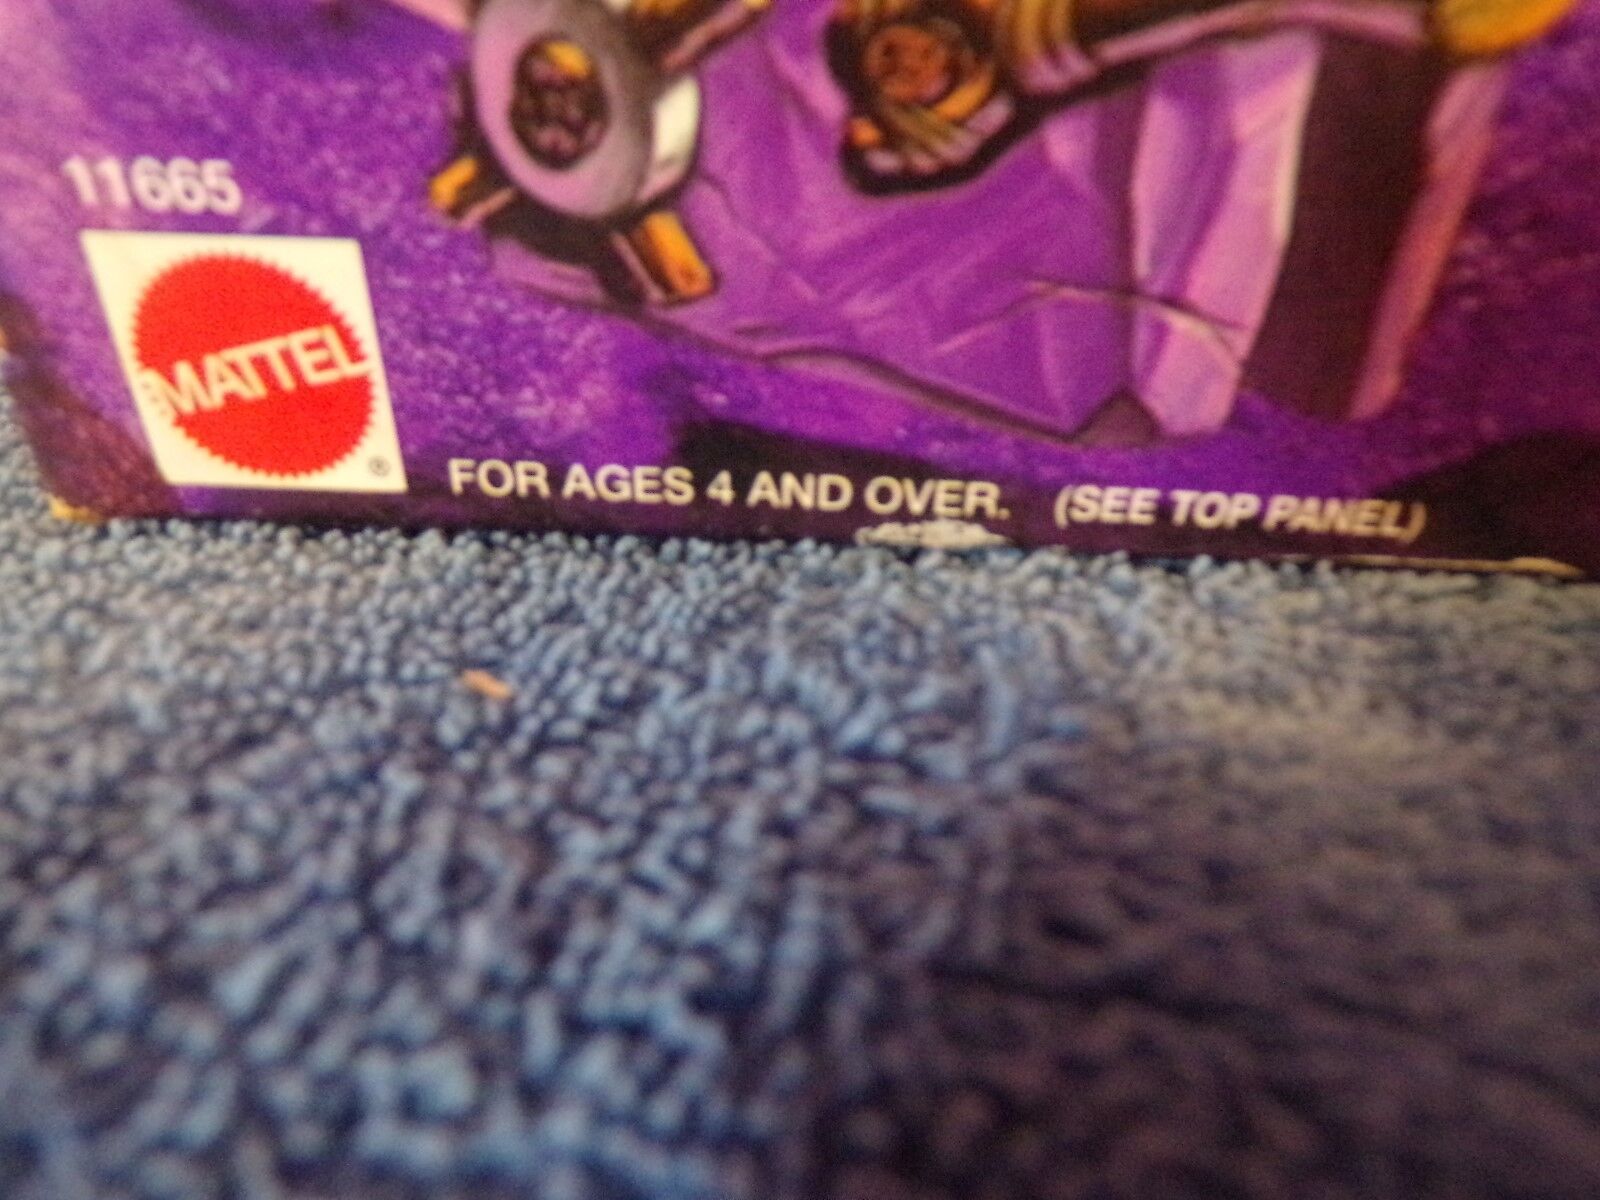 11665
MATTEL
®
FOR AGES 4 AND OVER. (SEE TOP PANEL)